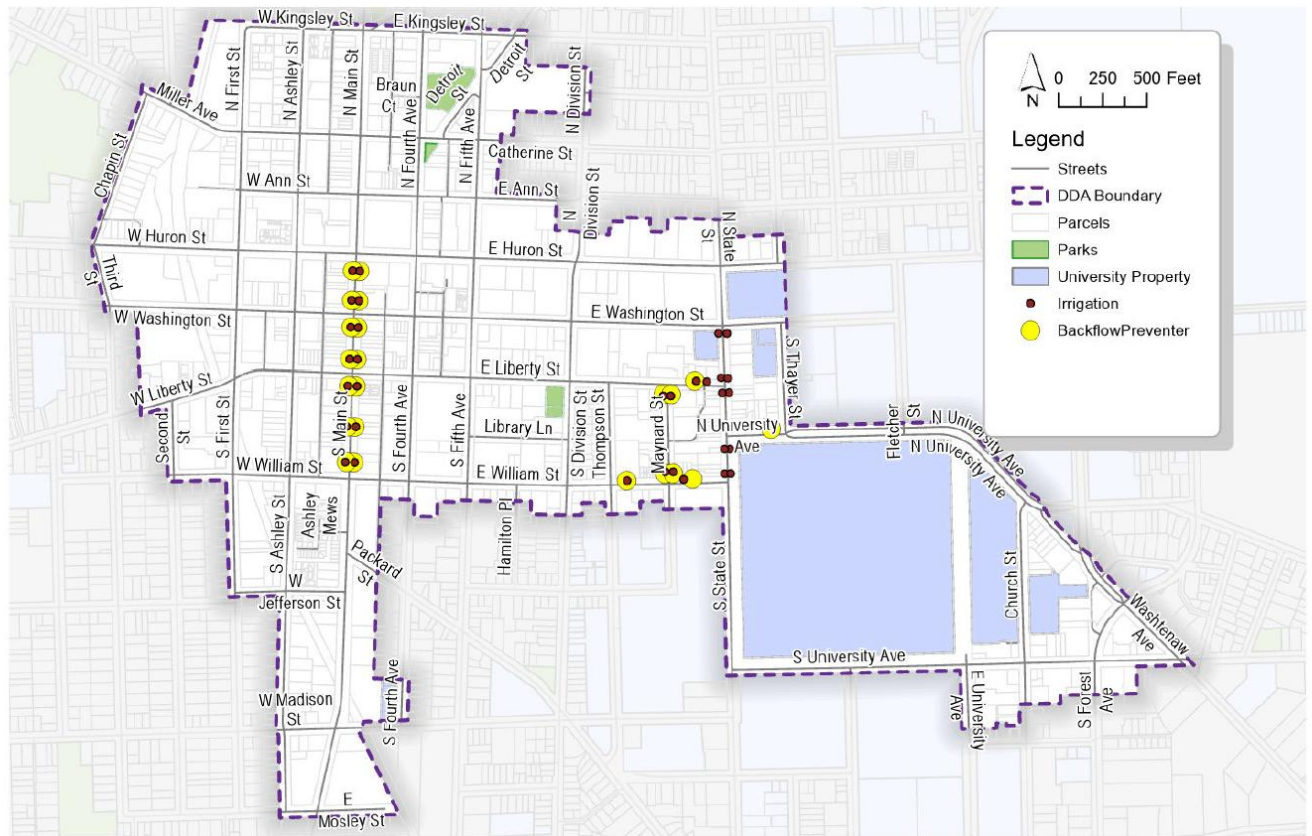 W Kingsley St
E Kingsley St
N First St
N Ashley St
N Main St
Braun
Ct
N Fourth Ave
Detroit St
N Fifth Ave
Detroit
St
N Division St
Miller Ave
Chapin St
Catherine St
W Ann St
E Ann St
N
Division St
N State
St
W Huron St
E Huron St
Third
St
W Washington St
E Washington St
S Thayer St
W Liberty St
E Liberty St
Second
St
S First St
S Main St
S Fourth Ave
S Fifth Ave
Library Ln
S Division St
Thompson St
Maynard St
N University
Ave
Fletcher
St
N University Ave
N University Ave
W William St
E William St
S Ashley St
Ashley
Mews
Packard
St
Hamilton Pl
S State St
Church St
Washtenaw
Ave
W
Jefferson St
S University Ave
W Madison
St
S Fourth Ave
E University
Ave
S Forest
Ave
E
Mosley St
N
0 250 500 Feet
Legend
Streets
DDA Boundary
Parcels
Parks
University Property
Irrigation
BackflowPreventer